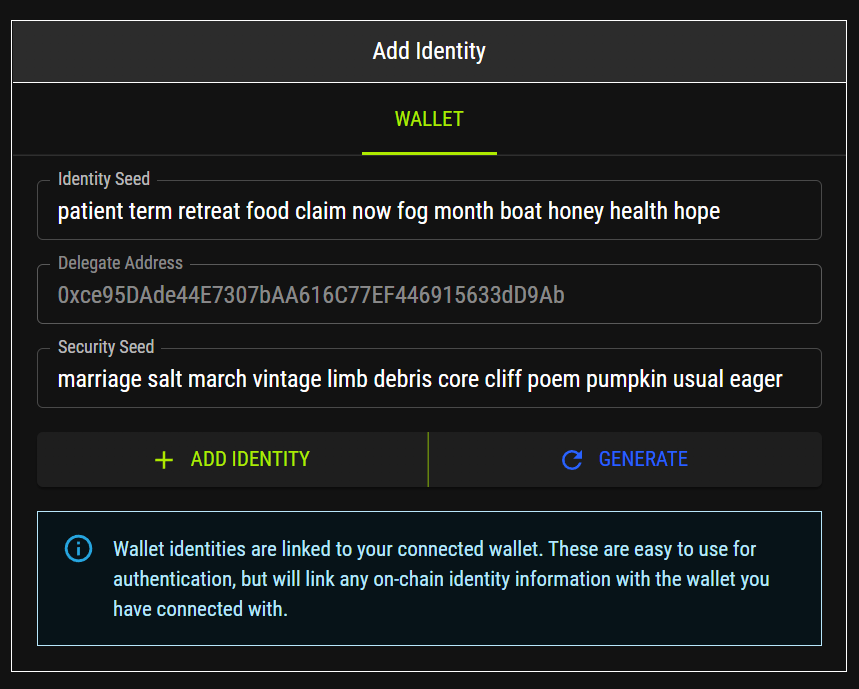 Add Identity
WALLET
Identity Seed
patient term retreat food claim now fog month boat honey health hope
Delegate Address
0xce95DAde44E7307bAA616C77EF446915633dD9Ab
Security Seed
marriage salt march vintage limb debris core cliff poem pumpkin usual eager
ADD IDENTITY
GENERATE
Wallet identities are linked to your connected wallet. These are easy to use for
authentication, but will link any on-chain identity information with the wallet you
have connected with.